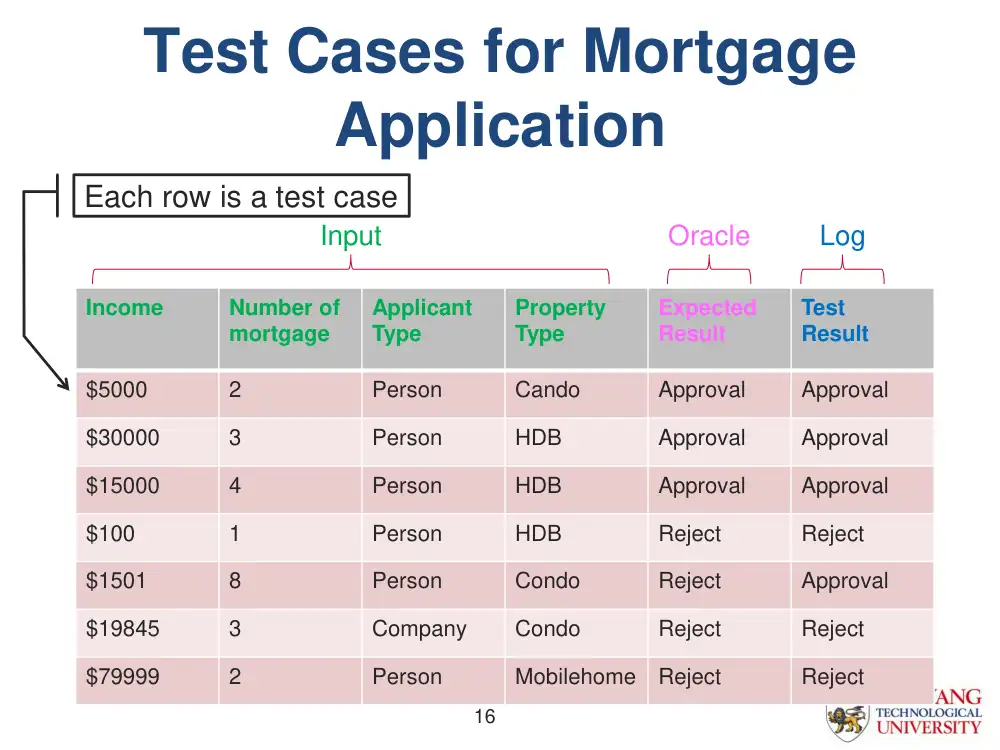 Test Cases for Mortgage
Application
Each row is a test case
Input Oracle Log
Income Number of mortgage Applicant Type Property Type Expected Result Test Result
$5000 2 Person Cando Approval Approval
$30000 3 Person HDB Approval Approval
$15000 4 Person HDB Approval Approval
$100 1 Person HDB Reject Reject
$1501 8 Person Condo Reject Approval
$19845 3 Company Condo Reject Reject
$79999 2 Person Mobilehome Reject Reject
16
YANG
TECHNOLOGICAL
UNIVERSITY